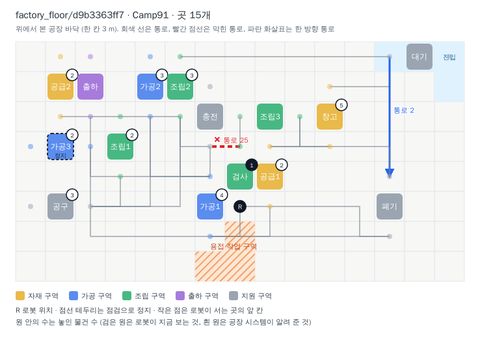 factory_floor/d9b3363ff7 · Camp91 · 곳 15개
위에서 본 공장 바닥 (한 칸 3 m). 회색 선은 통로, 빨간 점선은 막힌 통로, 파란 화살표는 한 방향 통로
대기 진입
공급2 2 출하 가공2 3 조립2 3
통로 2
충전 조립3 창고 5
✕ 통로 25
가공3 2 조립1 2
검사 1 공급1 2
공구 3 가공1 4 R 폐기
용접 작업 구역
자재 구역 가공 구역 조립 구역 출하 구역 지원 구역
R 로봇 위치 · 점선 테두리는 점검으로 정지 · 작은 점은 로봇이 서는 곳의 앞 칸
원 안의 수는 놓인 물건 수 (검은 원은 로봇이 지금 보는 것, 흰 원은 공장 시스템이 알려 준 것)